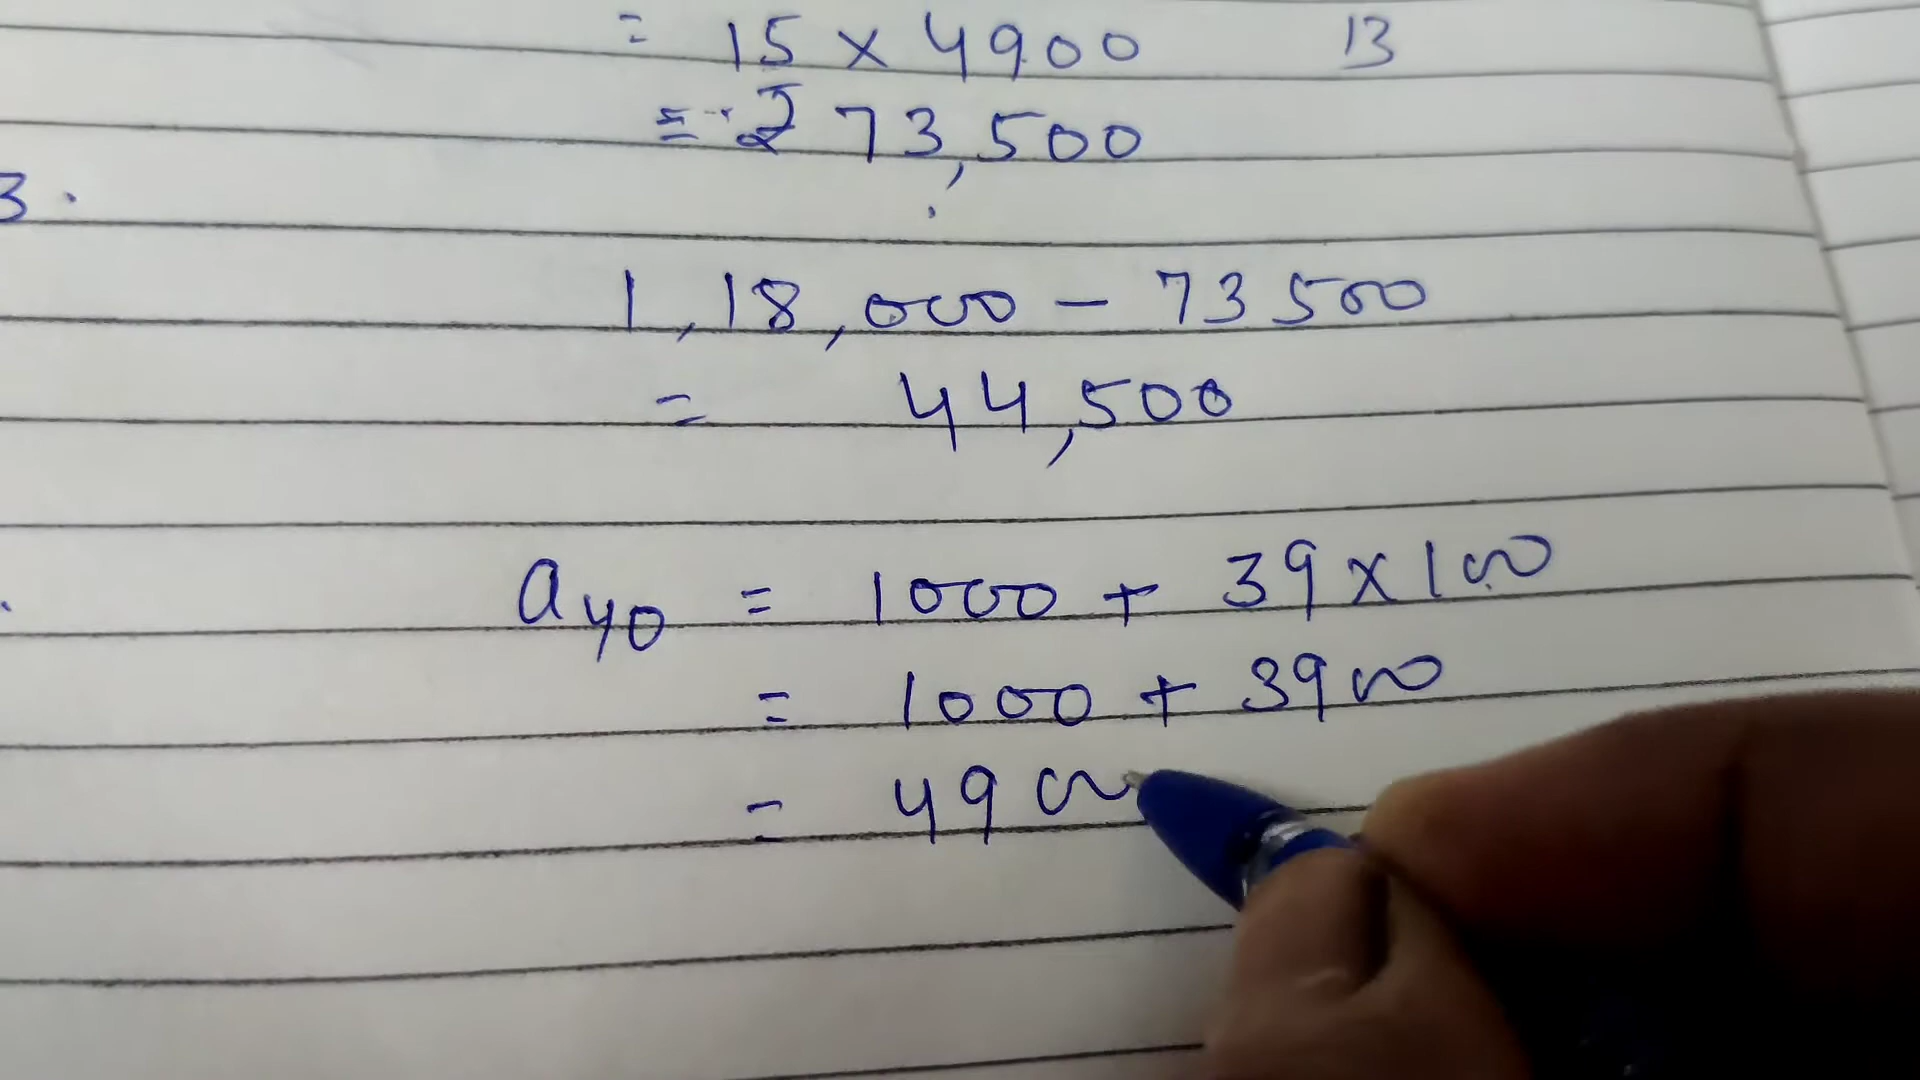 = 15 × 4900 13
= ₹ 73,500
3.
1,18,000 - 73500
= 44,500
a40 = 1000 + 39×100
= 1000 + 3900
= 4900